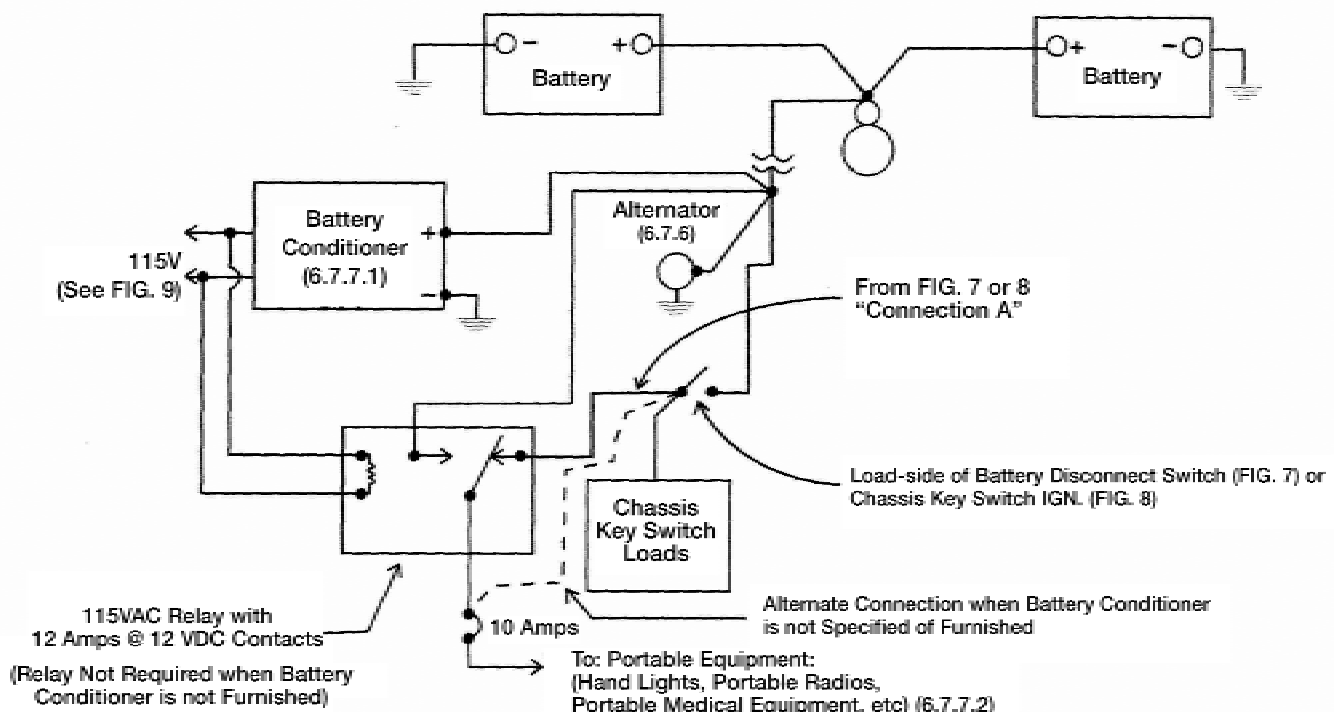 - +
Battery
+ -
Battery
Battery
Conditioner
(6.7.7.1)
+
-
115V
(See FIG. 9)
Alternator
(6.7.6)
From FIG. 7 or 8
“Connection A”
Load-side of Battery Disconnect Switch (FIG. 7) or
Chassis Key Switch IGN. (FIG. 8)
Chassis
Key Switch
Loads
115VAC Relay with
12 Amps @ 12 VDC Contacts
(Relay Not Required when Battery
Conditioner is not Furnished)
10 Amps
Alternate Connection when Battery Conditioner
is not Specified of Furnished
To: Portable Equipment:
(Hand Lights, Portable Radios,
Portable Medical Equipment, etc) (6.7.7.2)